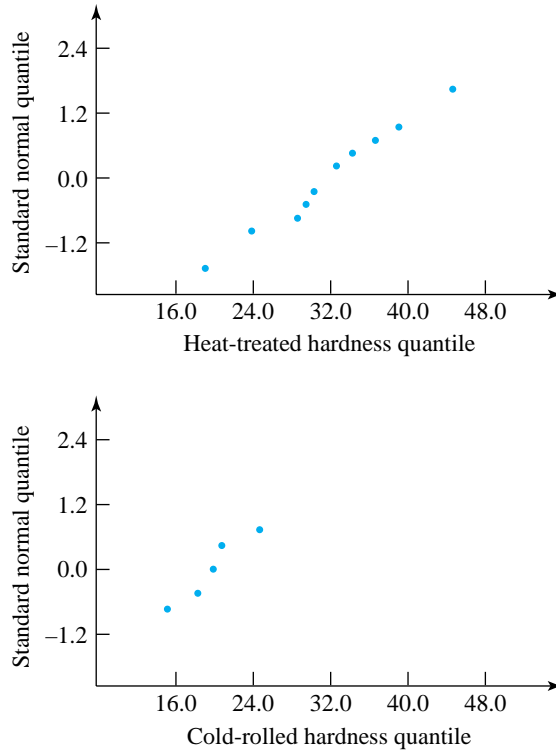 Standard normal quantile
2.4
1.2
0.0
–1.2
16.0 24.0 32.0 40.0 48.0
Heat-treated hardness quantile
Standard normal quantile
2.4
1.2
0.0
–1.2
16.0 24.0 32.0 40.0 48.0
Cold-rolled hardness quantile